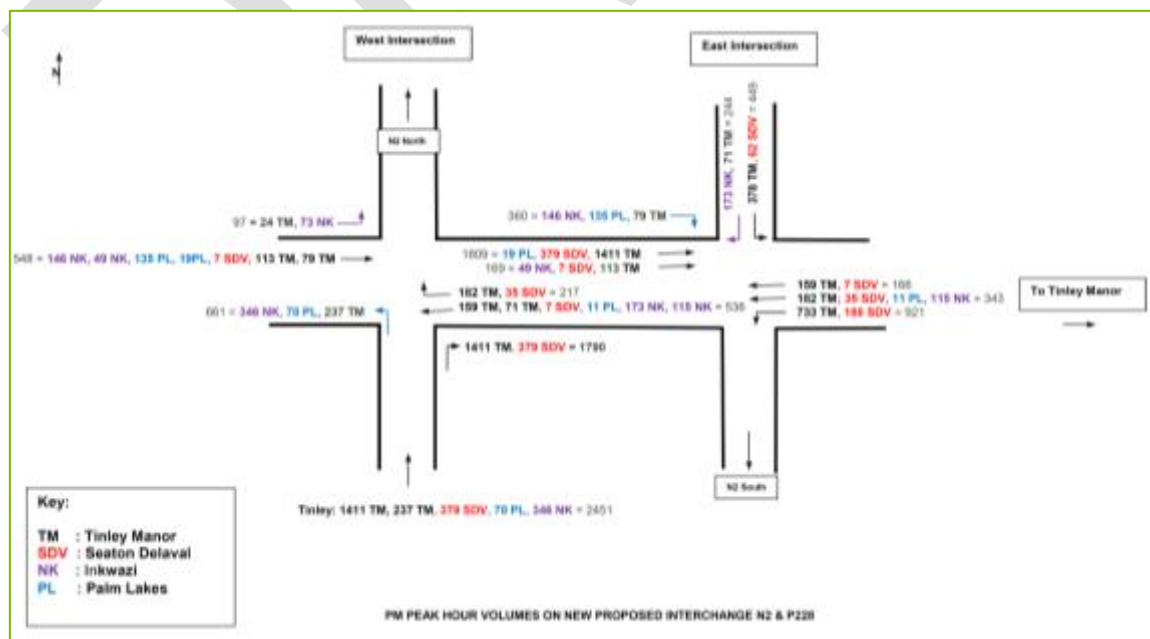 West Intersection
East Intersection
N
N2 North
173 NK, 71 TM = 244
378 TM, 62 SDV = 449
97 = 24 TM, 73 NK
360 = 146 NK, 135 PL, 79 TM
548 = 146 NK, 49 NK, 135 PL, 19PL, 7 SDV, 113 TM, 79 TM
1809 = 19 PL, 379 SDV, 1411 TM
169 = 49 NK, 7 SDV, 113 TM
182 TM, 35 SDV = 217
159 TM, 71 TM, 7 SDV, 11 PL, 173 NK, 115 NK = 536
159 TM, 7 SDV = 166
182 TM; 35 SDV, 11 PL, 115 NK = 343
733 TM, 188 SDV = 921
To Tinley Manor
661 = 346 NK, 78 PL, 237 TM
1411 TM, 379 SDV = 1790
N2 South
Tinley: 1411 TM, 237 TM, 379 SDV, 78 PL, 346 NK = 2451
Key:
TM : Tinley Manor
SDV : Seaton Delaval
NK : Inkwazi
PL : Palm Lakes
PM PEAK HOUR VOLUMES ON NEW PROPOSED INTERCHANGE N2 & P228